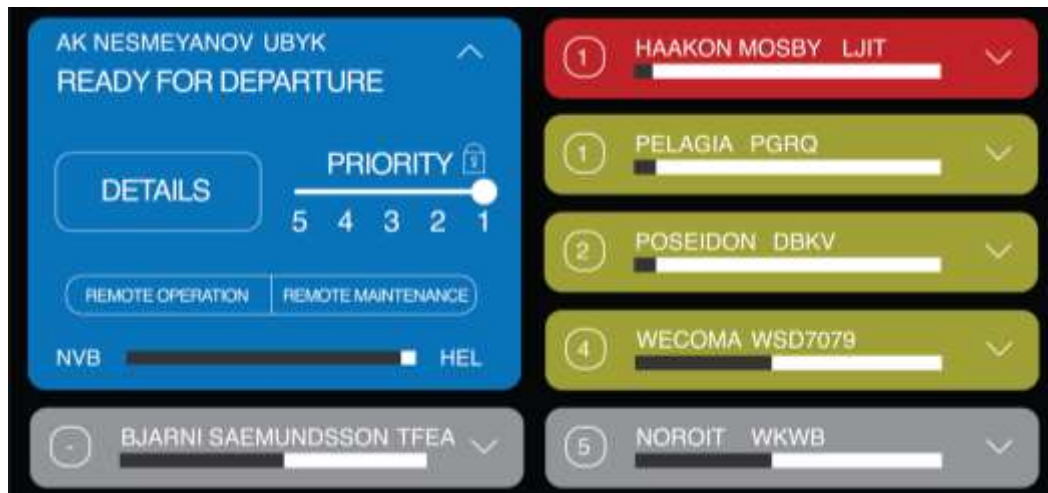 AK NESMEYANOV UBYK
READY FOR DEPARTURE
DETAILS
PRIORITY
5 4 3 2 1
REMOTE OPERATION REMOTE MAINTENANCE
NVB HEL
- BJARNI SAEMUNDSSON TFEA
1 HAAKON MOSBY LJIT
1 PELAGIA PGRQ
2 POSEIDON DBKV
4 WECOMA WSD7079
5 NOROIT WKWB